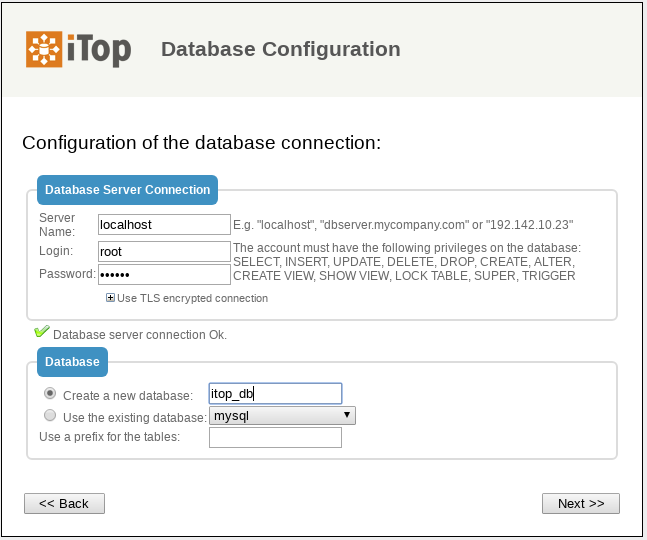 iTop
Database Configuration
Configuration of the database connection:
Database Server Connection
Server Name: localhost E.g. "localhost", "dbserver.mycompany.com" or "192.142.10.23"
Login: root The account must have the following privileges on the database:
SELECT, INSERT, UPDATE, DELETE, DROP, CREATE, ALTER,
Password: •••••• CREATE VIEW, SHOW VIEW, LOCK TABLE, SUPER, TRIGGER
Use TLS encrypted connection
Database server connection Ok.
Database
Create a new database: itop_db
Use the existing database: mysql
Use a prefix for the tables:
<< Back Next >>